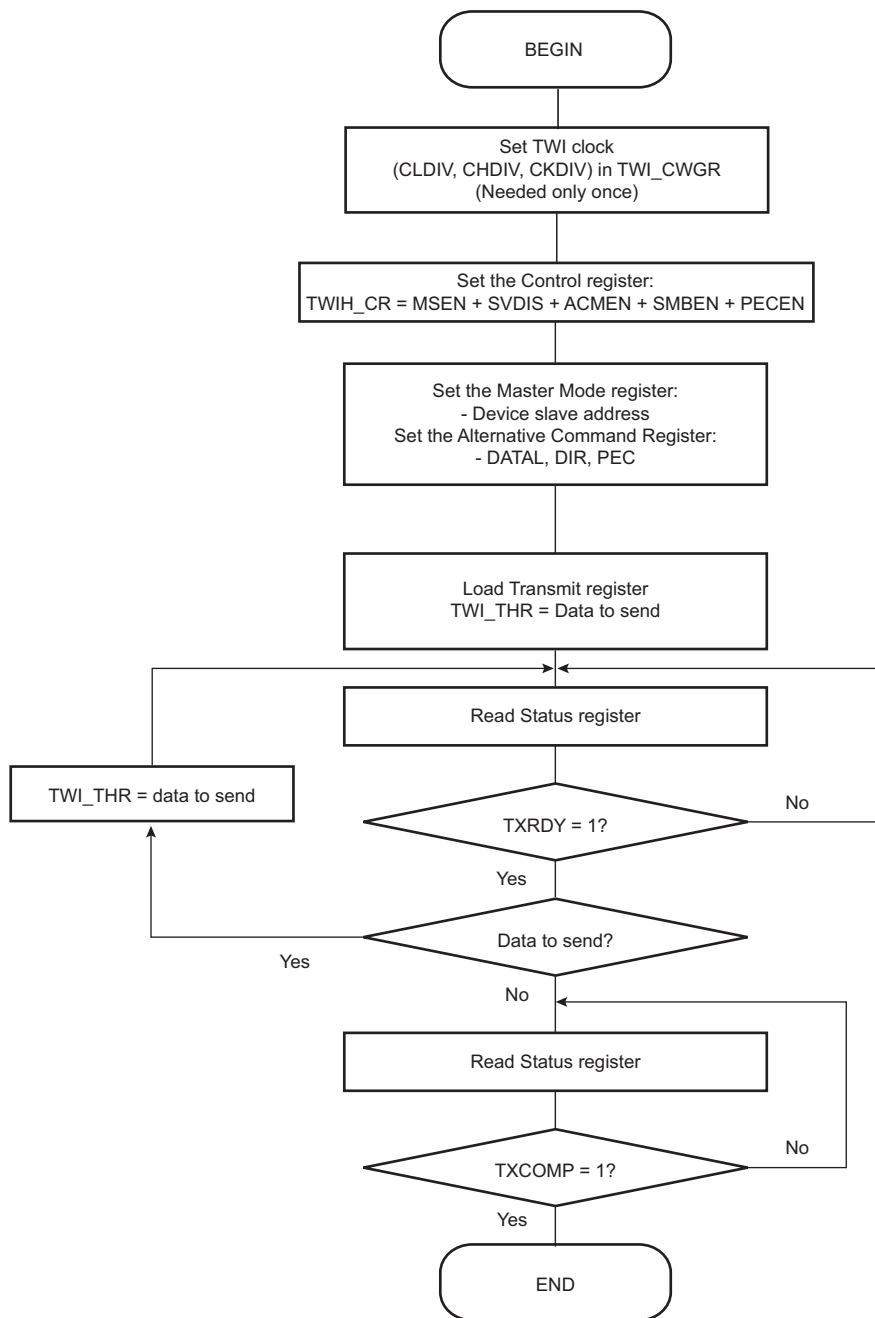 BEGIN
Set TWI clock
(CLDIV, CHDIV, CKDIV) in TWI_CWGR
(Needed only once)
Set the Control register:
TWIH_CR = MSEN + SVDIS + ACMEN + SMBEN + PECEN
Set the Master Mode register:
- Device slave address
Set the Alternative Command Register:
- DATAL, DIR, PEC
Load Transmit register
TWI_THR = Data to send
Read Status register
TWI_THR = data to send
TXRDY = 1?
No
Yes
Data to send?
Yes
No
Read Status register
TXCOMP = 1?
No
Yes
END